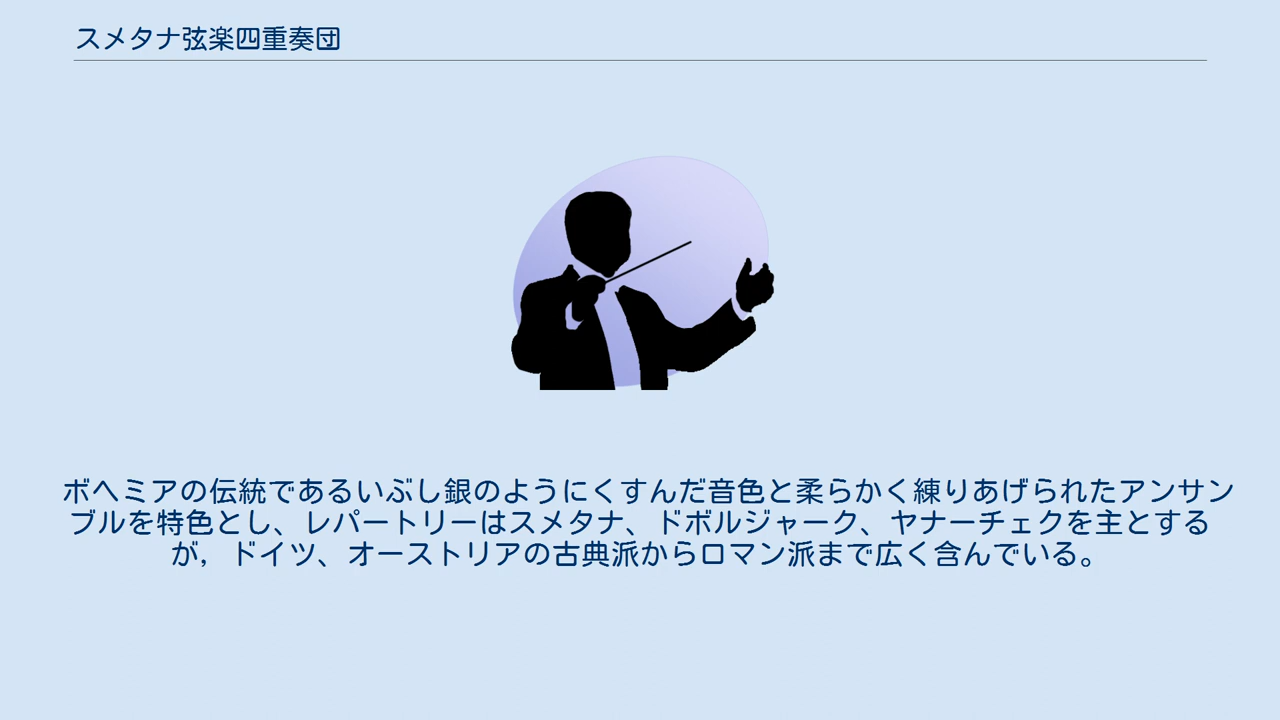 スメタナ弦楽四重奏団
ボヘミアの伝統であるいぶし銀のようにくすんだ音色と柔らかく練りあげられたアンサン
ブルを特色とし、レパートリーはスメタナ、ドボルジャーク、ヤナーチェクを主とする
が，ドイツ、オーストリアの古典派からロマン派まで広く含んでいる。